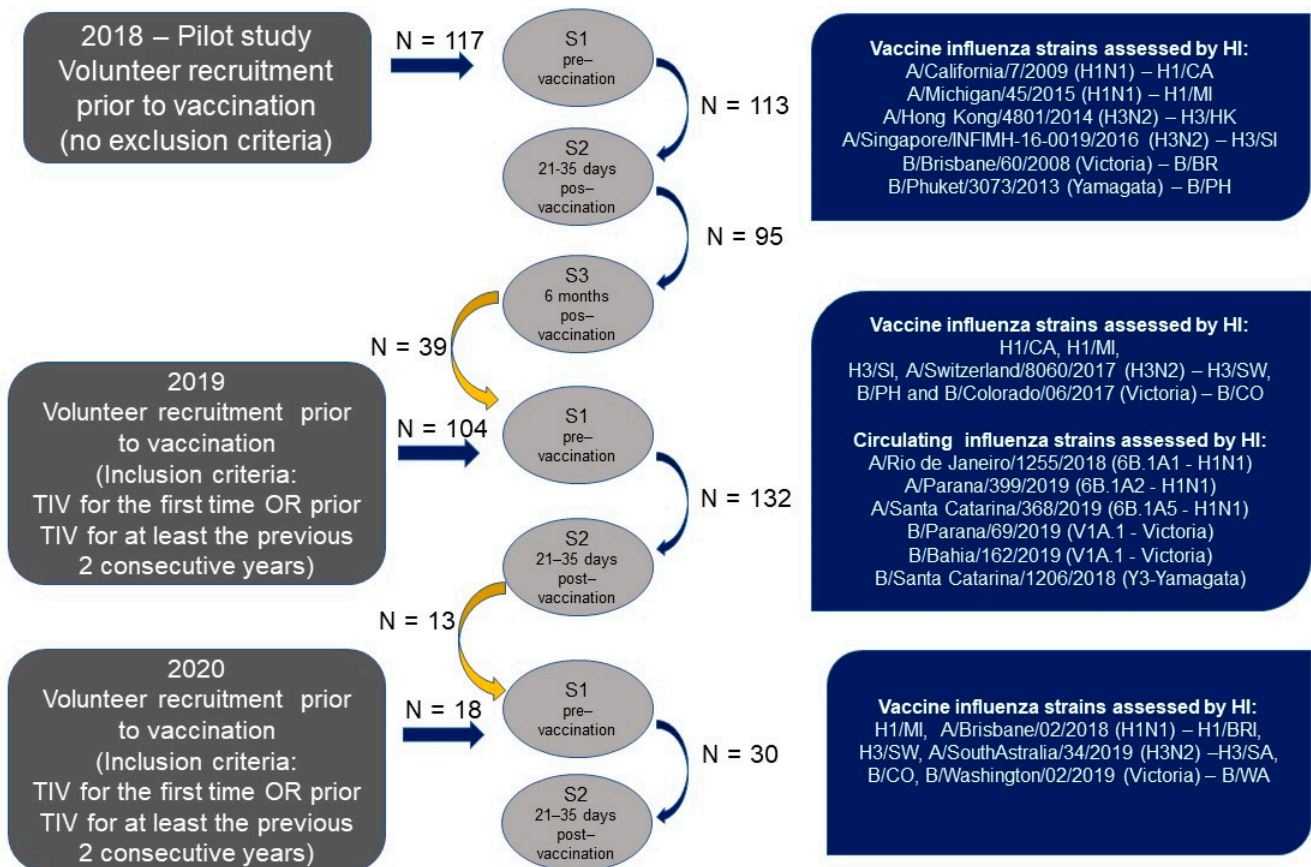 2018 – Pilot study
Volunteer recruitment
prior to vaccination
(no exclusion criteria)
N = 117
S1
pre–
vaccination
N = 113
S2
21-35 days
pos–
vaccination
N = 95
S3
6 months
pos–
vaccination
Vaccine influenza strains assessed by HI:
A/California/7/2009 (H1N1) – H1/CA
A/Michigan/45/2015 (H1N1) – H1/MI
A/Hong Kong/4801/2014 (H3N2) – H3/HK
A/Singapore/INFIMH-16-0019/2016 (H3N2) – H3/SI
B/Brisbane/60/2008 (Victoria) – B/BR
B/Phuket/3073/2013 (Yamagata) – B/PH
N = 39
2019
Volunteer recruitment prior
to vaccination
(Inclusion criteria:
TIV for the first time OR prior
TIV for at least the previous
2 consecutive years)
N = 104
S1
pre–
vaccination
N = 132
S2
21–35 days
post–
vaccination
Vaccine influenza strains assessed by HI:
H1/CA, H1/MI,
H3/SI, A/Switzerland/8060/2017 (H3N2) – H3/SW,
B/PH and B/Colorado/06/2017 (Victoria) – B/CO
Circulating influenza strains assessed by HI:
A/Rio de Janeiro/1255/2018 (6B.1A1 - H1N1)
A/Parana/399/2019 (6B.1A2 - H1N1)
A/Santa Catarina/368/2019 (6B.1A5 - H1N1)
B/Parana/69/2019 (V1A.1 - Victoria)
B/Bahia/162/2019 (V1A.1 - Victoria)
B/Santa Catarina/1206/2018 (Y3-Yamagata)
N = 13
2020
Volunteer recruitment prior
to vaccination
(Inclusion criteria:
TIV for the first time OR prior
TIV for at least the previous
2 consecutive years)
N = 18
S1
pre–
vaccination
N = 30
S2
21–35 days
post–
vaccination
Vaccine influenza strains assessed by HI:
H1/MI, A/Brisbane/02/2018 (H1N1) – H1/BRI,
H3/SW, A/SouthAstralia/34/2019 (H3N2) –H3/SA,
B/CO, B/Washington/02/2019 (Victoria) – B/WA